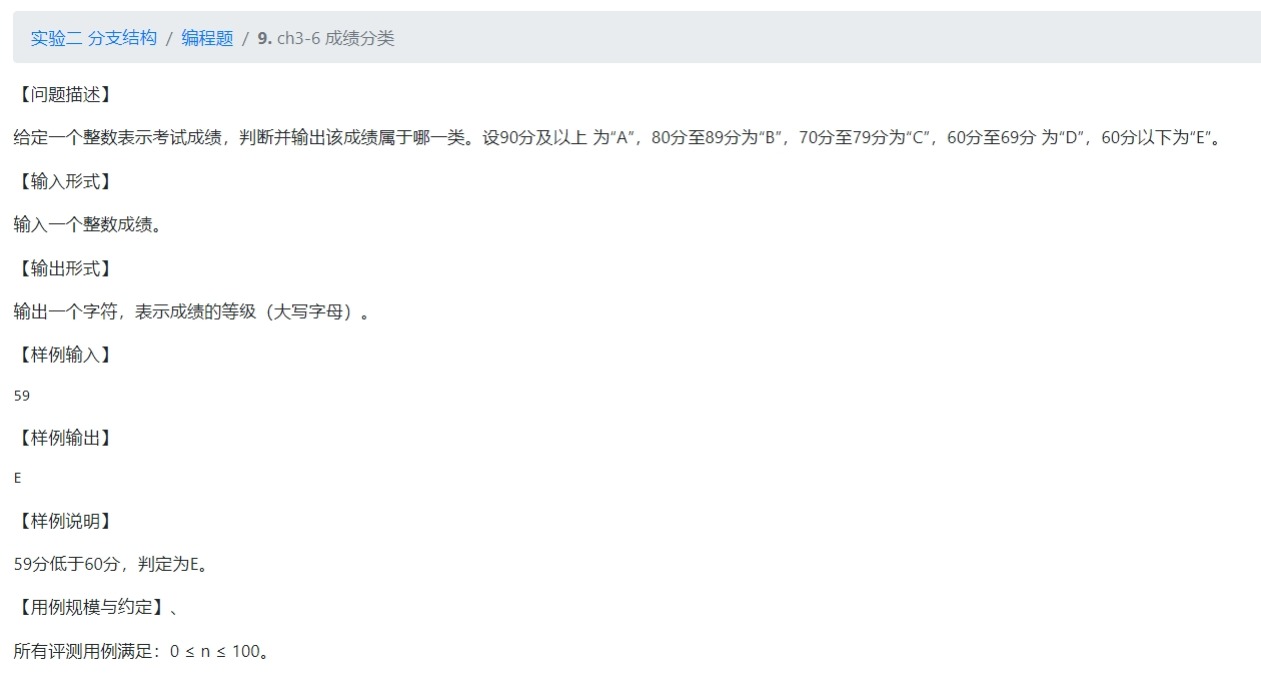 实验二 分支结构 / 编程题 / 9. ch3-6 成绩分类
【问题描述】
给定一个整数表示考试成绩，判断并输出该成绩属于哪一类。设90分及以上 为“A”，80分至89分为“B”，70分至79分为“C”，60分至69分 为“D”，60分以下为“E”。
【输入形式】
输入一个整数成绩。
【输出形式】
输出一个字符，表示成绩的等级（大写字母）。
【样例输入】
59
【样例输出】
E
【样例说明】
59分低于60分，判定为E。
【用例规模与约定】、
所有评测用例满足：0 ≤ n ≤ 100。